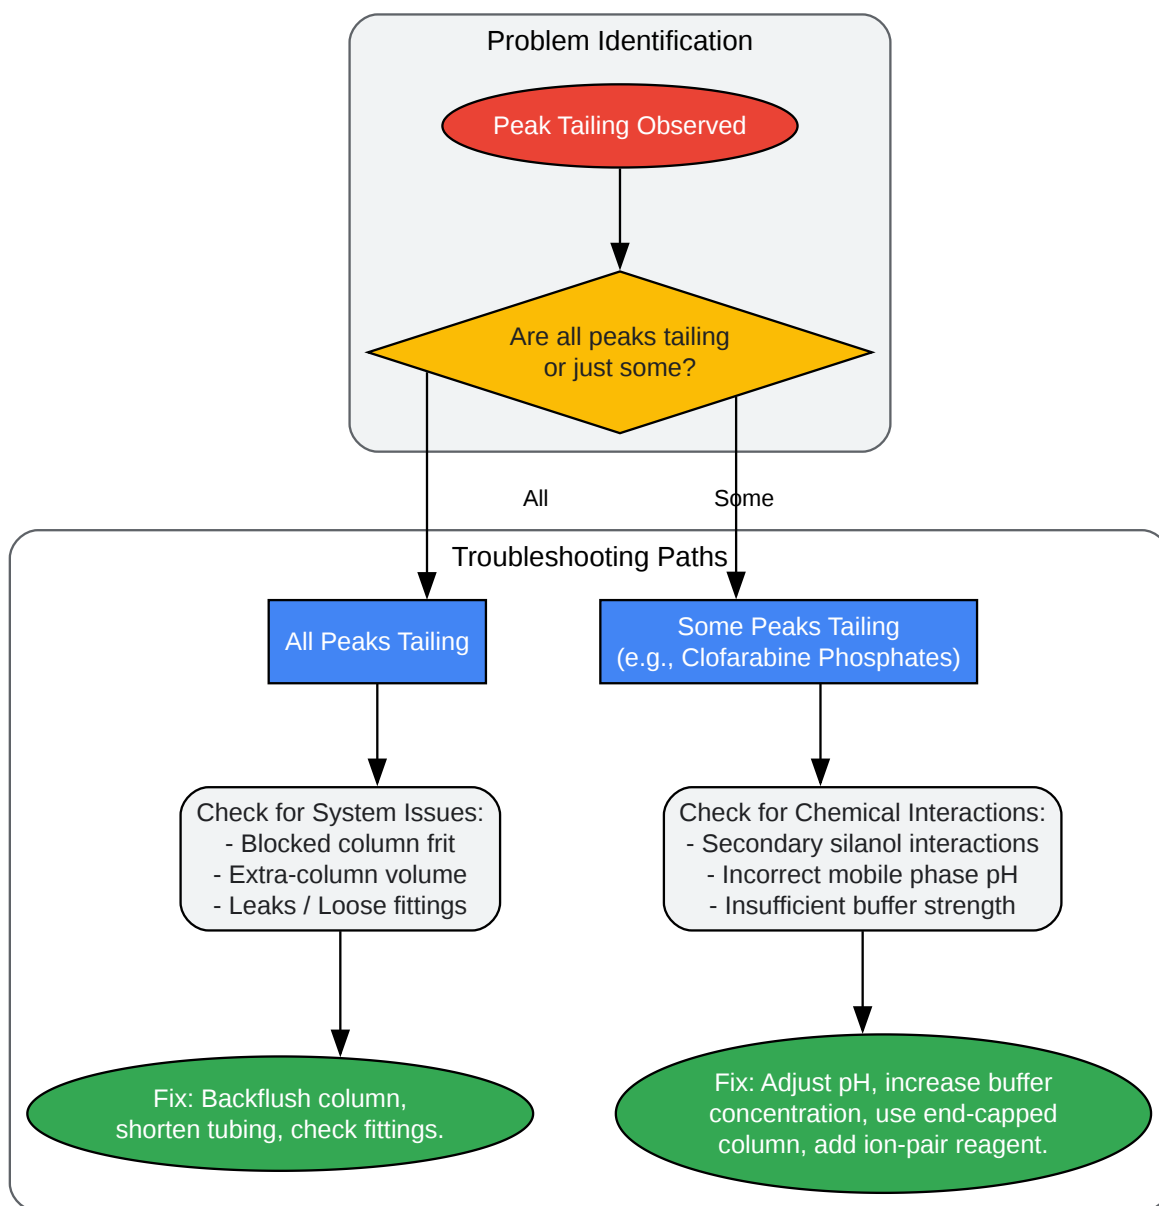 Problem Identification
Peak Tailing Observed
Are all peaks tailing
or just some?
All
Some
Troubleshooting Paths
All Peaks Tailing
Some Peaks Tailing
(e.g., Clofarabine Phosphates)
Check for System Issues:
- Blocked column frit
- Extra-column volume
- Leaks / Loose fittings
Check for Chemical Interactions:
- Secondary silanol interactions
- Incorrect mobile phase pH
- Insufficient buffer strength
Fix: Backflush column,
shorten tubing, check fittings.
Fix: Adjust pH, increase buffer
concentration, use end-capped
column, add ion-pair reagent.